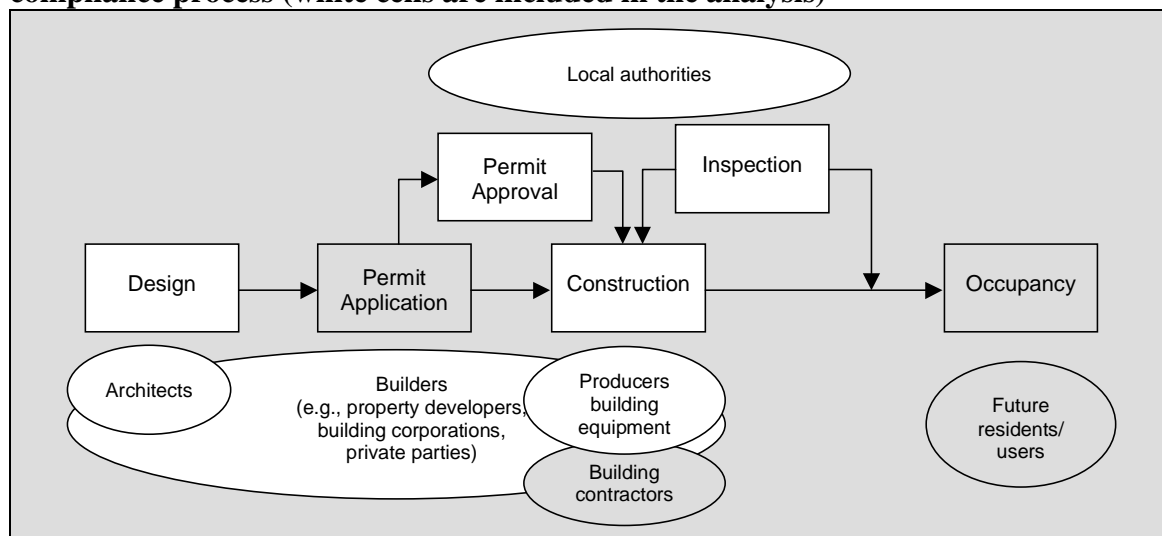 compliance process (white cells are included in the analysis)
Local authorities
Permit
Approval
Inspection
Design
Permit
Application
Construction
Occupancy
Architects
Builders
(e.g., property developers,
building corporations,
private parties)
Producers
building
equipment
Building
contractors
Future
residents/
users